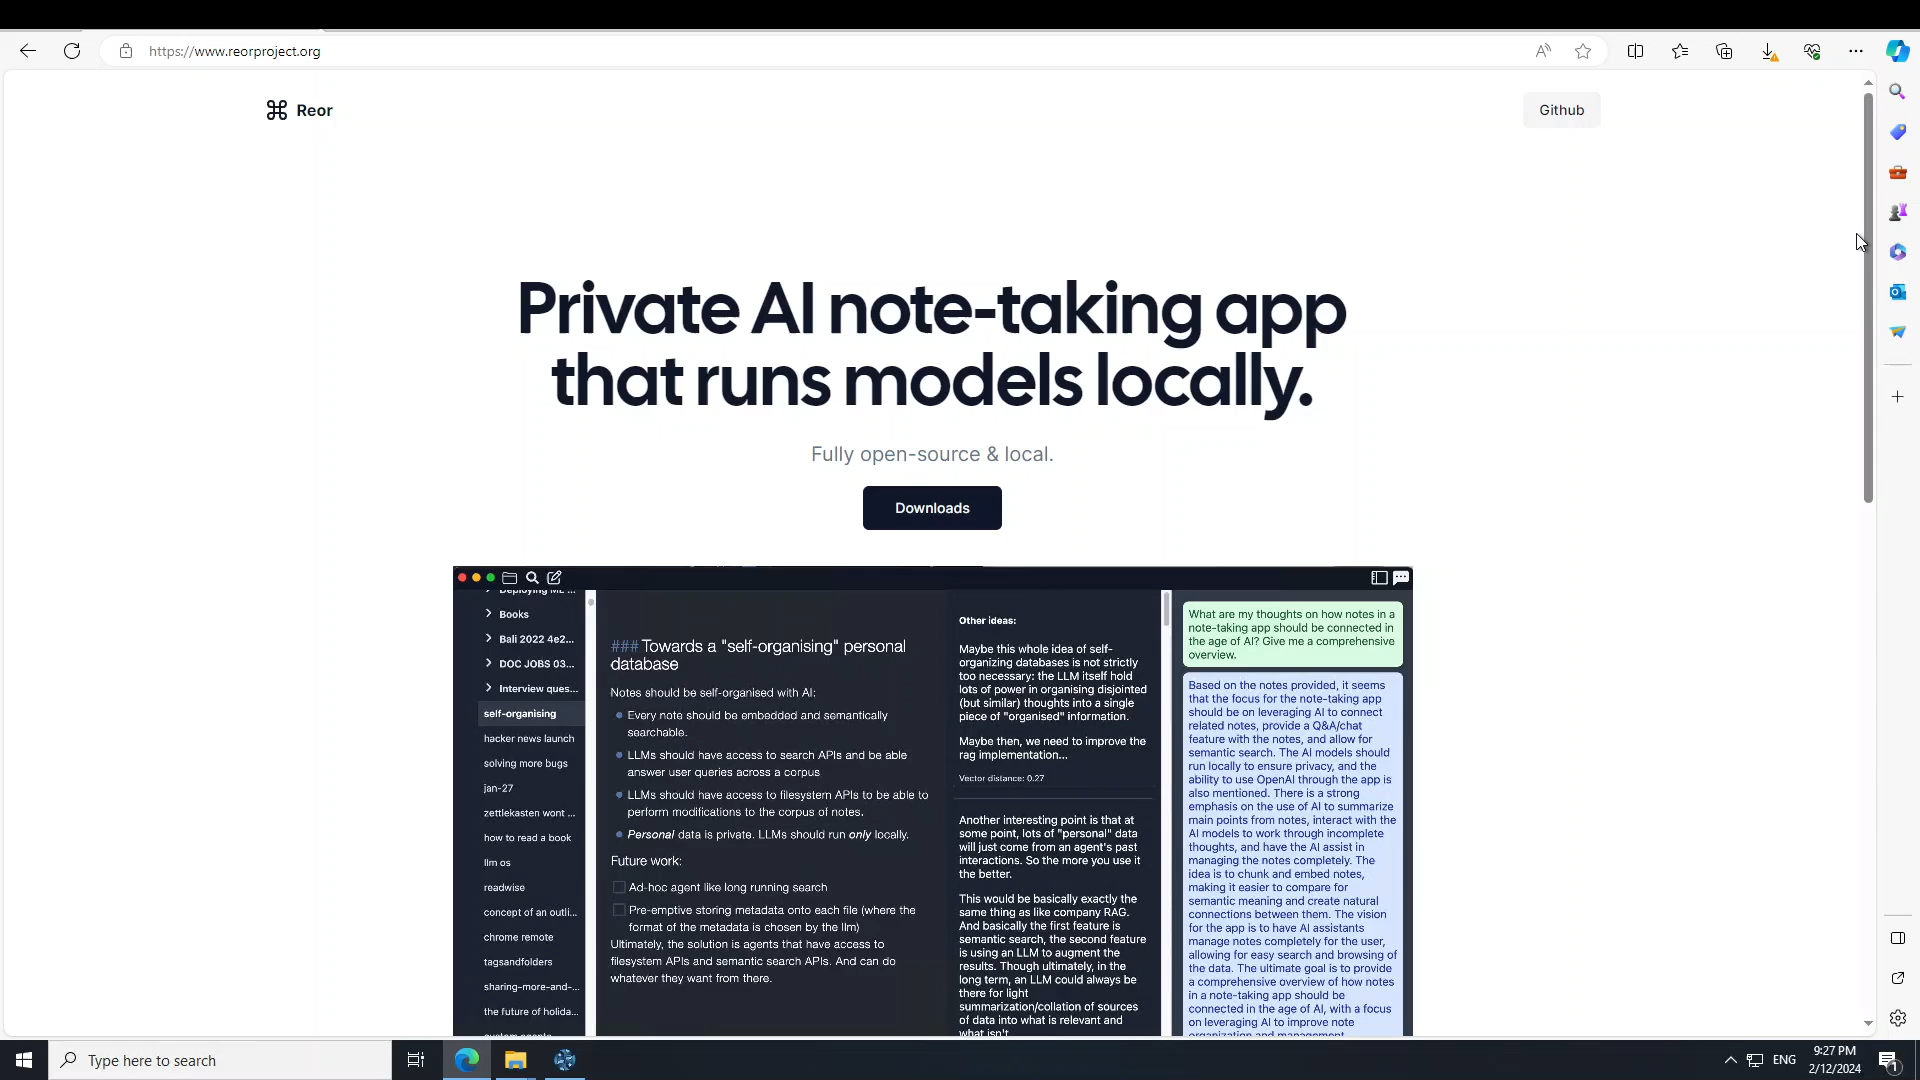 https://www.reorproject.org
Reor
Github
Private AI note-taking app
that runs models locally.
Fully open-source & local.
Downloads
Books
Bali 2022 4e2...
DOC JOBS 03...
Interview ques...
self-organising
hacker news launch
solving more bugs
jan-27
zettlekasten wont ...
how to read a book
llm os
readwise
concept of an outli...
chrome remote
tagsandfolders
sharing-more-and-...
the future of holida...
### Towards a "self-organising" personal
database
Notes should be self-organised with AI:
Every note should be embedded and semantically
searchable.
LLMs should have access to search APIs and be able
answer user queries across a corpus
LLMs should have access to filesystem APIs to be able to
perform modifications to the corpus of notes.
Personal data is private. LLMs should run only locally.
Future work:
Ad-hoc agent like long running search
Pre-emptive storing metadata onto each file (where the
format of the metadata is chosen by the llm)
Ultimately, the solution is agents that have access to
filesystem APIs and semantic search APIs. And can do
whatever they want from there.
Other ideas:
Maybe this whole idea of self-
organizing databases is not strictly
too necessary: the LLM itself hold
lots of power in organising disjointed
(but similar) thoughts into a single
piece of "organised" information.
Maybe then, we need to improve the
rag implementation...
Vector distance: 0.27
Another interesting point is that at
some point, lots of "personal" data
will just come from an agent's past
interactions. So the more you use it
the better.
This would be basically exactly the
same thing as like company RAG.
And basically the first feature is
semantic search, the second feature
is using an LLM to augment the
results. Though ultimately, in the
long term, an LLM could always be
there for light
summarization/collation of sources
of data into what is relevant and
what isn't
What are my thoughts on how notes in a
note-taking app should be connected in
the age of AI? Give me a comprehensive
overview.
Based on the notes provided, it seems
that the focus for the note-taking app
should be on leveraging AI to connect
related notes, provide a Q&A/chat
feature with the notes, and allow for
semantic search. The AI models should
run locally to ensure privacy, and the
ability to use OpenAI through the app is
also mentioned. There is a strong
emphasis on the use of AI to summarize
main points from notes, interact with the
AI models to work through incomplete
thoughts, and have the AI assist in
managing the notes completely. The
idea is to chunk and embed notes,
making it easier to compare for
semantic meaning and create natural
connections between them. The vision
for the app is to have AI assistants
manage notes completely for the user,
allowing for easy search and browsing of
the data. The ultimate goal is to provide
a comprehensive overview of how notes
in a note-taking app should be
connected in the age of AI, with a focus
on leveraging AI to improve note
organization and management
Type here to search
ENG
9:27 PM
2/12/2024
1